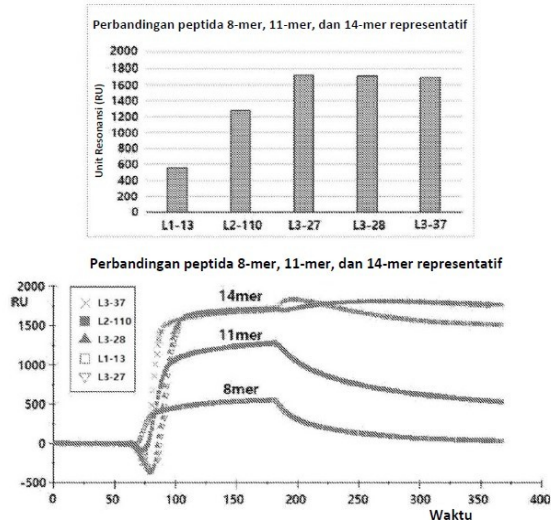 Perbandingan peptida 8-mer, 11-mer, dan 14-mer representatif
Unit Resonansi (RU)
2000
1800
1600
1400
1200
1000
800
600
400
200
0
L1-13 L2-110 L3-27 L3-28 L3-37
Perbandingan peptida 8-mer, 11-mer, dan 14-mer representatif
RU
2000
1500
1000
500
0
-500
L3-37
L2-110
L3-28
L1-13
L3-27
14mer
11mer
8mer
0 50 100 150 200 250 300 350 400
Waktu